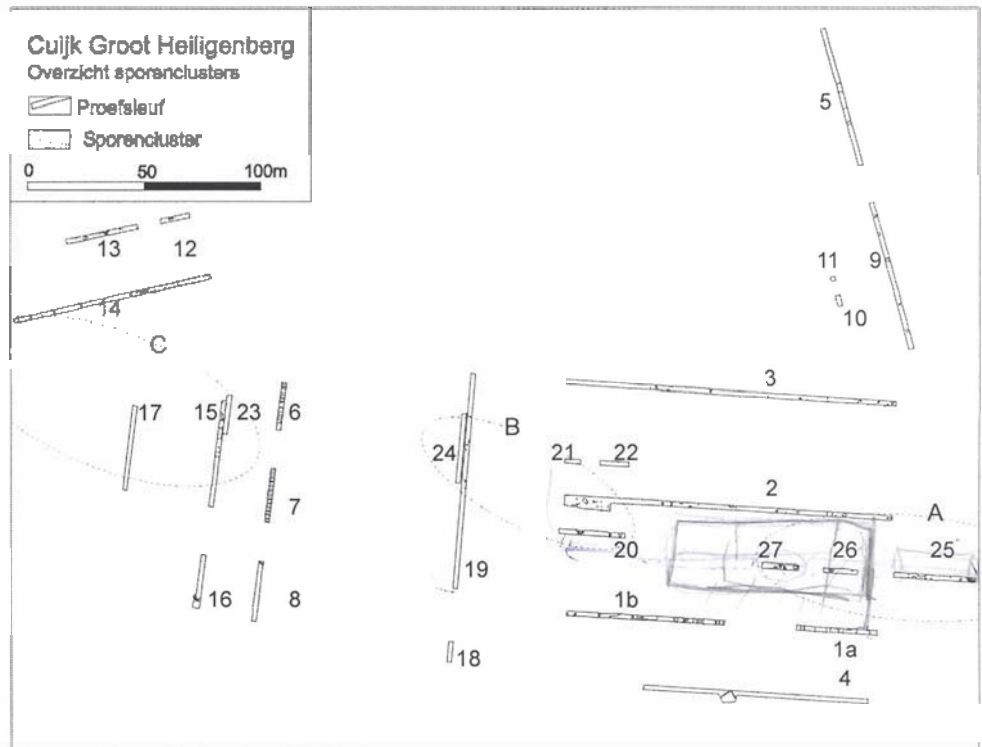 Cuijk Groot Heiligenberg
Overzicht sporenclusters
Proefsleuf
Sporencluster
0 50 100m
5
13 12
9
11
14
10
C
3
17 15 23 6
B
24 21 22
2
7
A
20 27 26 25
19
16 8
1b
1a
18
4